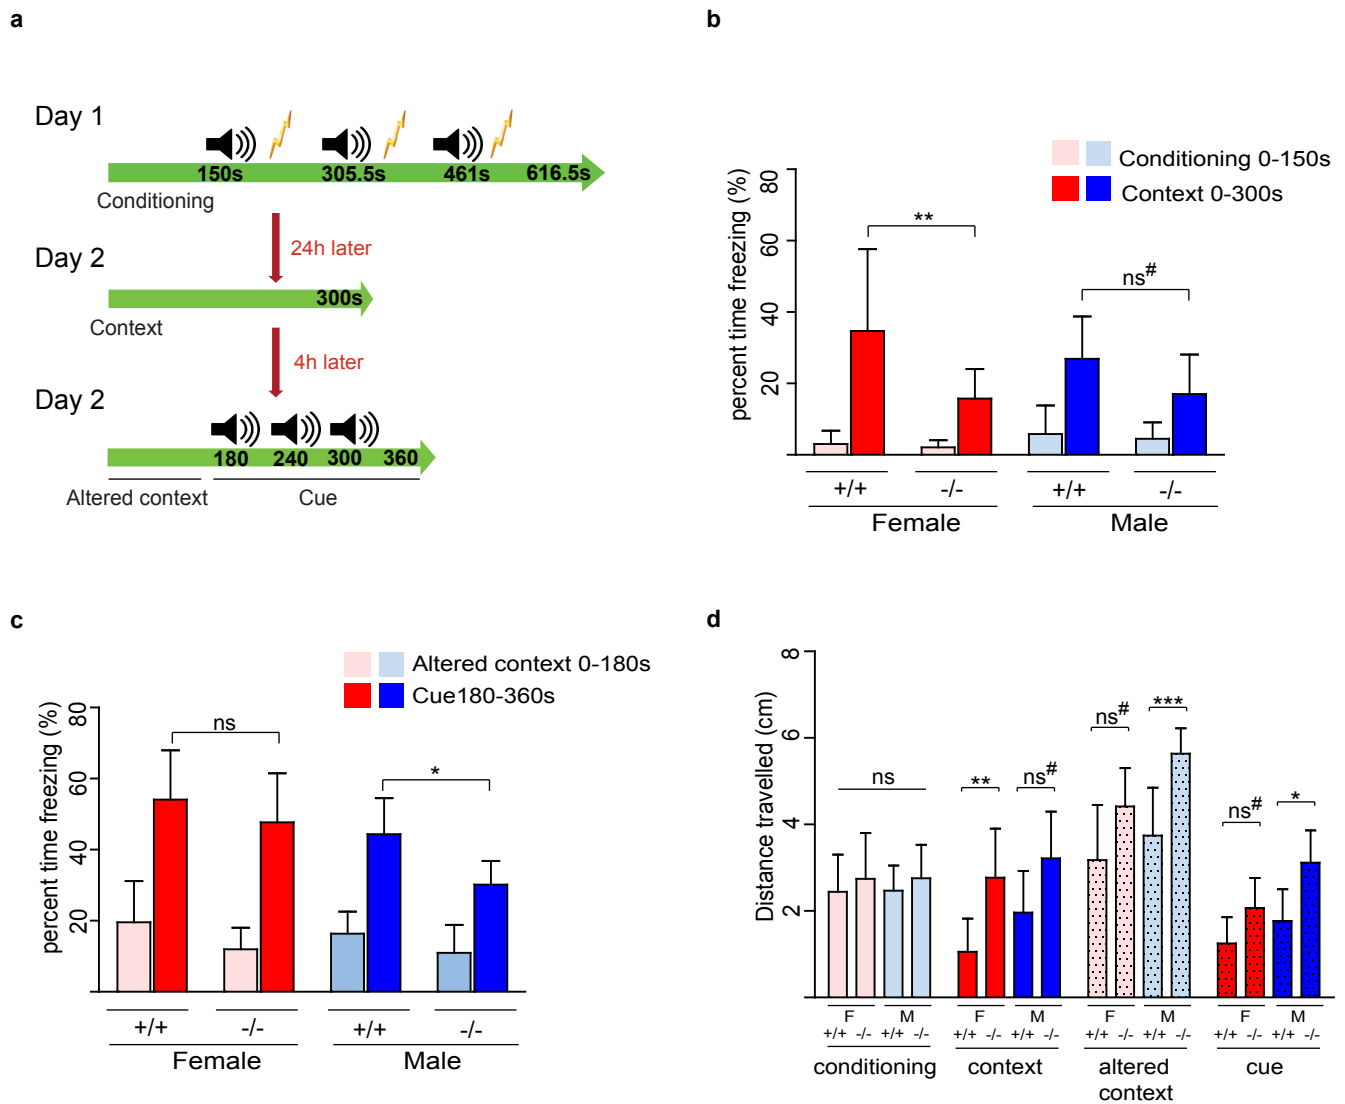 a
Day 1
150s 305.5s 461s 616.5s
Conditioning
24h later
Day 2
300s
Context
4h later
Day 2
180 240 300 360
Altered context Cue
b
Conditioning 0-150s
Context 0-300s
percent time freezing (%)
80
60
40
20
**
ns#
+/+ -/- +/+ -/-
Female Male
c
Altered context 0-180s
Cue180-360s
percent time freezing (%)
80
60
40
20
ns
*
+/+ -/- +/+ -/-
Female Male
d
Distance travelled (cm)
8
6
4
2
ns
**
ns#
ns#
***
ns#
*
F M F M F M F M
+/+ -/- +/+ -/- +/+ -/- +/+ -/- +/+ -/- +/+ -/- +/+ -/- +/+ -/-
conditioning context altered cue
context